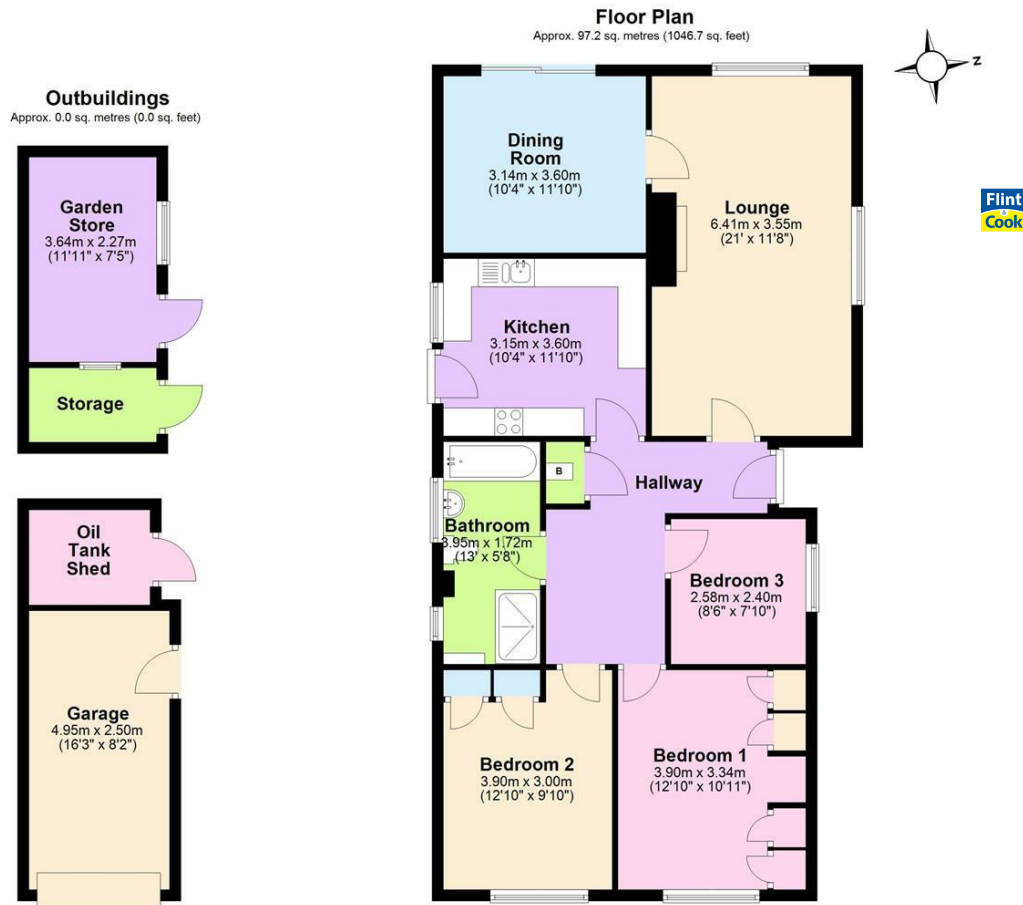 Floor Plan
Approx. 97.2 sq. metres (1046.7 sq. feet)
Z
Outbuildings
Approx. 0.0 sq. metres (0.0 sq. feet)
Garden
Store
3.64m x 2.27m
(11'11" x 7'5")
Storage
Oil
Tank
Shed
Garage
4.95m x 2.50m
(16'3" x 8'2")
Dining
Room
3.14m x 3.60m
(10'4" x 11'10")
Lounge
6.41m x 3.55m
(21' x 11'8")
Flint
&
Cook
Kitchen
3.15m x 3.60m
(10'4" x 11'10")
B
Hallway
Bathroom
3.95m x 1.72m
(13' x 5'8")
Bedroom 3
2.58m x 2.40m
(8'6" x 7'10")
Bedroom 2
3.90m x 3.00m
(12'10" x 9'10")
Bedroom 1
3.90m x 3.34m
(12'10" x 10'11")